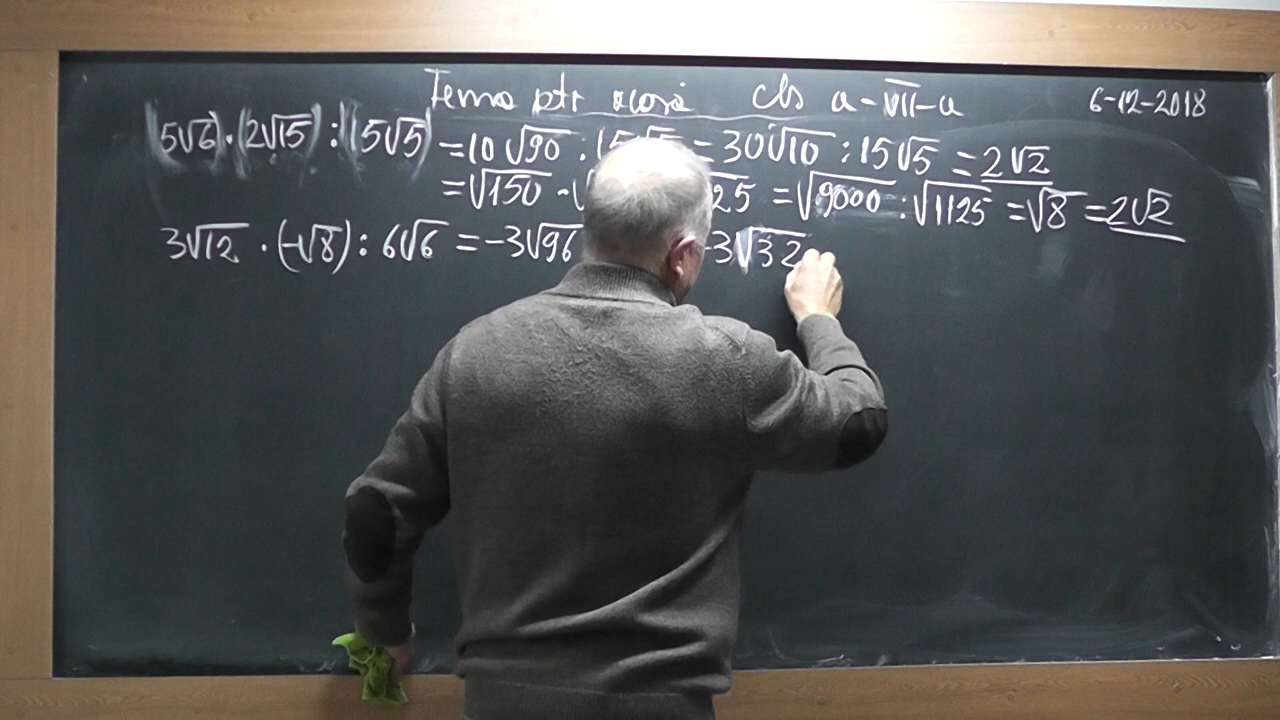 Tema ptr acasă cls a-VII-a 6-12-2018
(5√6)·(2√15):(15√5) =10√90 : 15√5 =30√10 :15√5 =2√2
=√150 ·√ 25 =√9000 :√1125 =√8 =2√2
3√12 ·(-√8): 6√6 =-3√96 -3√32